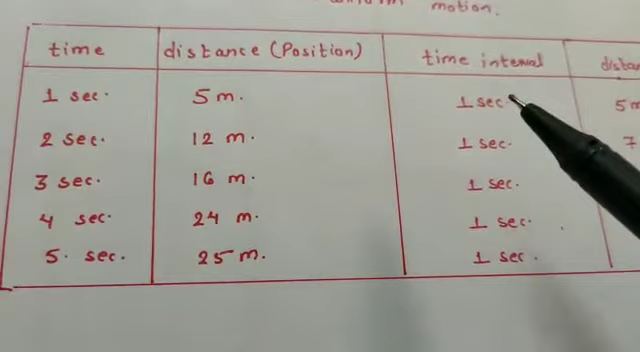 motion.
time distance (Position) time interval
1 sec. 5 m. 1 sec. 5
2 sec. 12 m. 1 sec. 7
3 sec. 16 m. 1 sec.
4 sec. 24 m. 1 sec.
5. sec. 25 m. 1 sec.